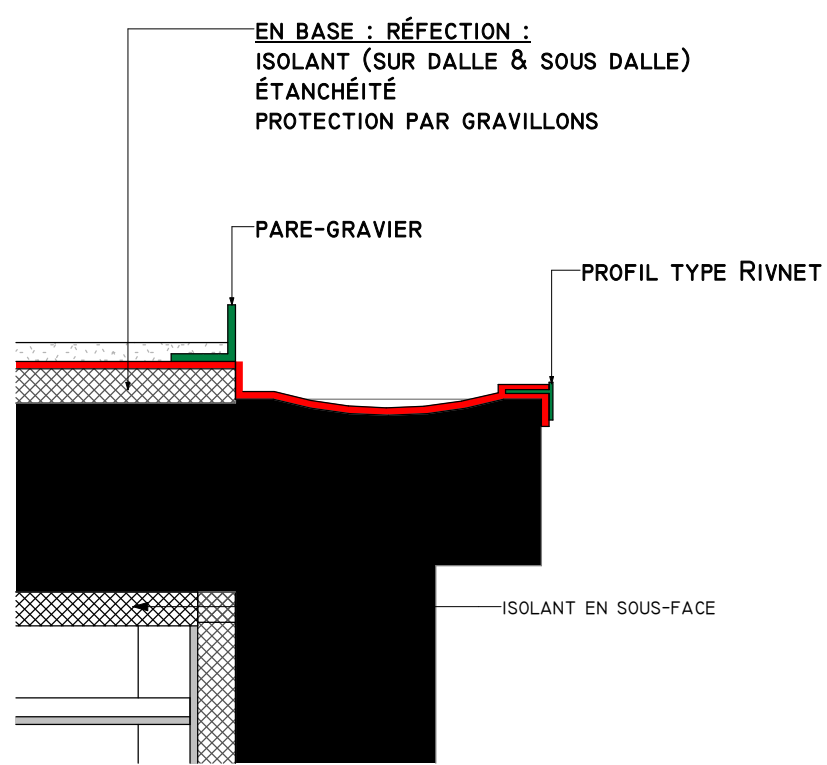 EN BASE : RÉFECTION :
ISOLANT (SUR DALLE & SOUS DALLE)
ÉTANCHÉITÉ
PROTECTION PAR GRAVILLONS
PARE-GRAVIER
PROFIL TYPE RIVNET
ISOLANT EN SOUS-FACE